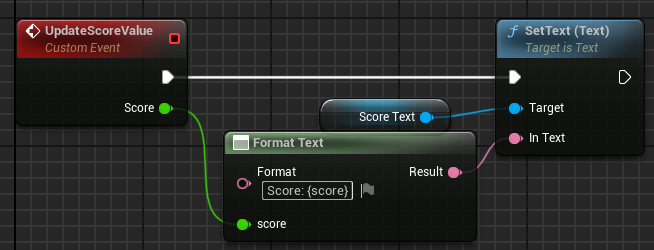 UpdateScoreValue
Custom Event
Score
Score Text
Format Text
Format
Score: {score}
Result
score
SetText (Text)
Target is Text
Target
In Text